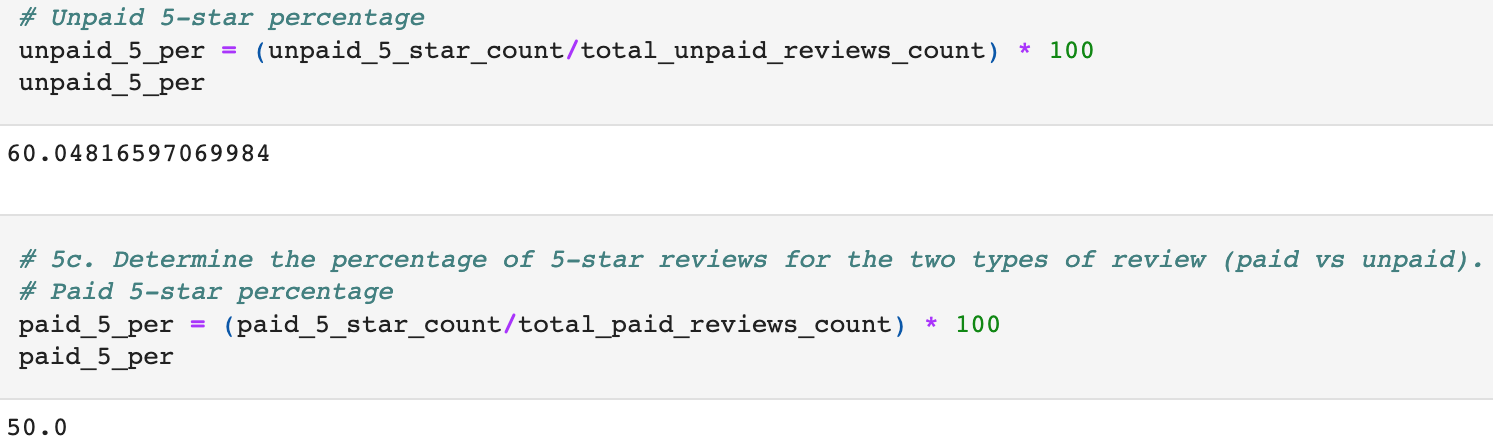 # Unpaid 5-star percentage
unpaid_5_per = (unpaid_5_star_count/total_unpaid_reviews_count) * 100
unpaid_5_per
60.04816597069984
# 5c. Determine the percentage of 5-star reviews for the two types of review (paid vs unpaid).
# Paid 5-star percentage
paid_5_per = (paid_5_star_count/total_paid_reviews_count) * 100
paid_5_per
50.0